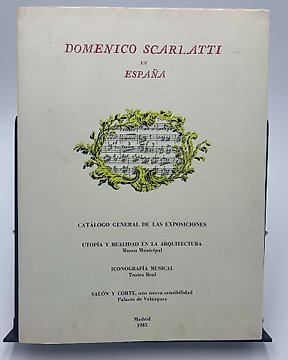 DOMENICO SCARLATTI
EN
ESPAÑA
CATÁLOGO GENERAL DE LAS EXPOSICIONES
UTOPÍA Y REALIDAD EN LA ARQUITECTURA
Museo Municipal
ICONOGRAFÍA MUSICAL
Teatro Real
SALÓN Y CORTE, una nueva sensibilidad
Palacio de Velázquez
Madrid
1985